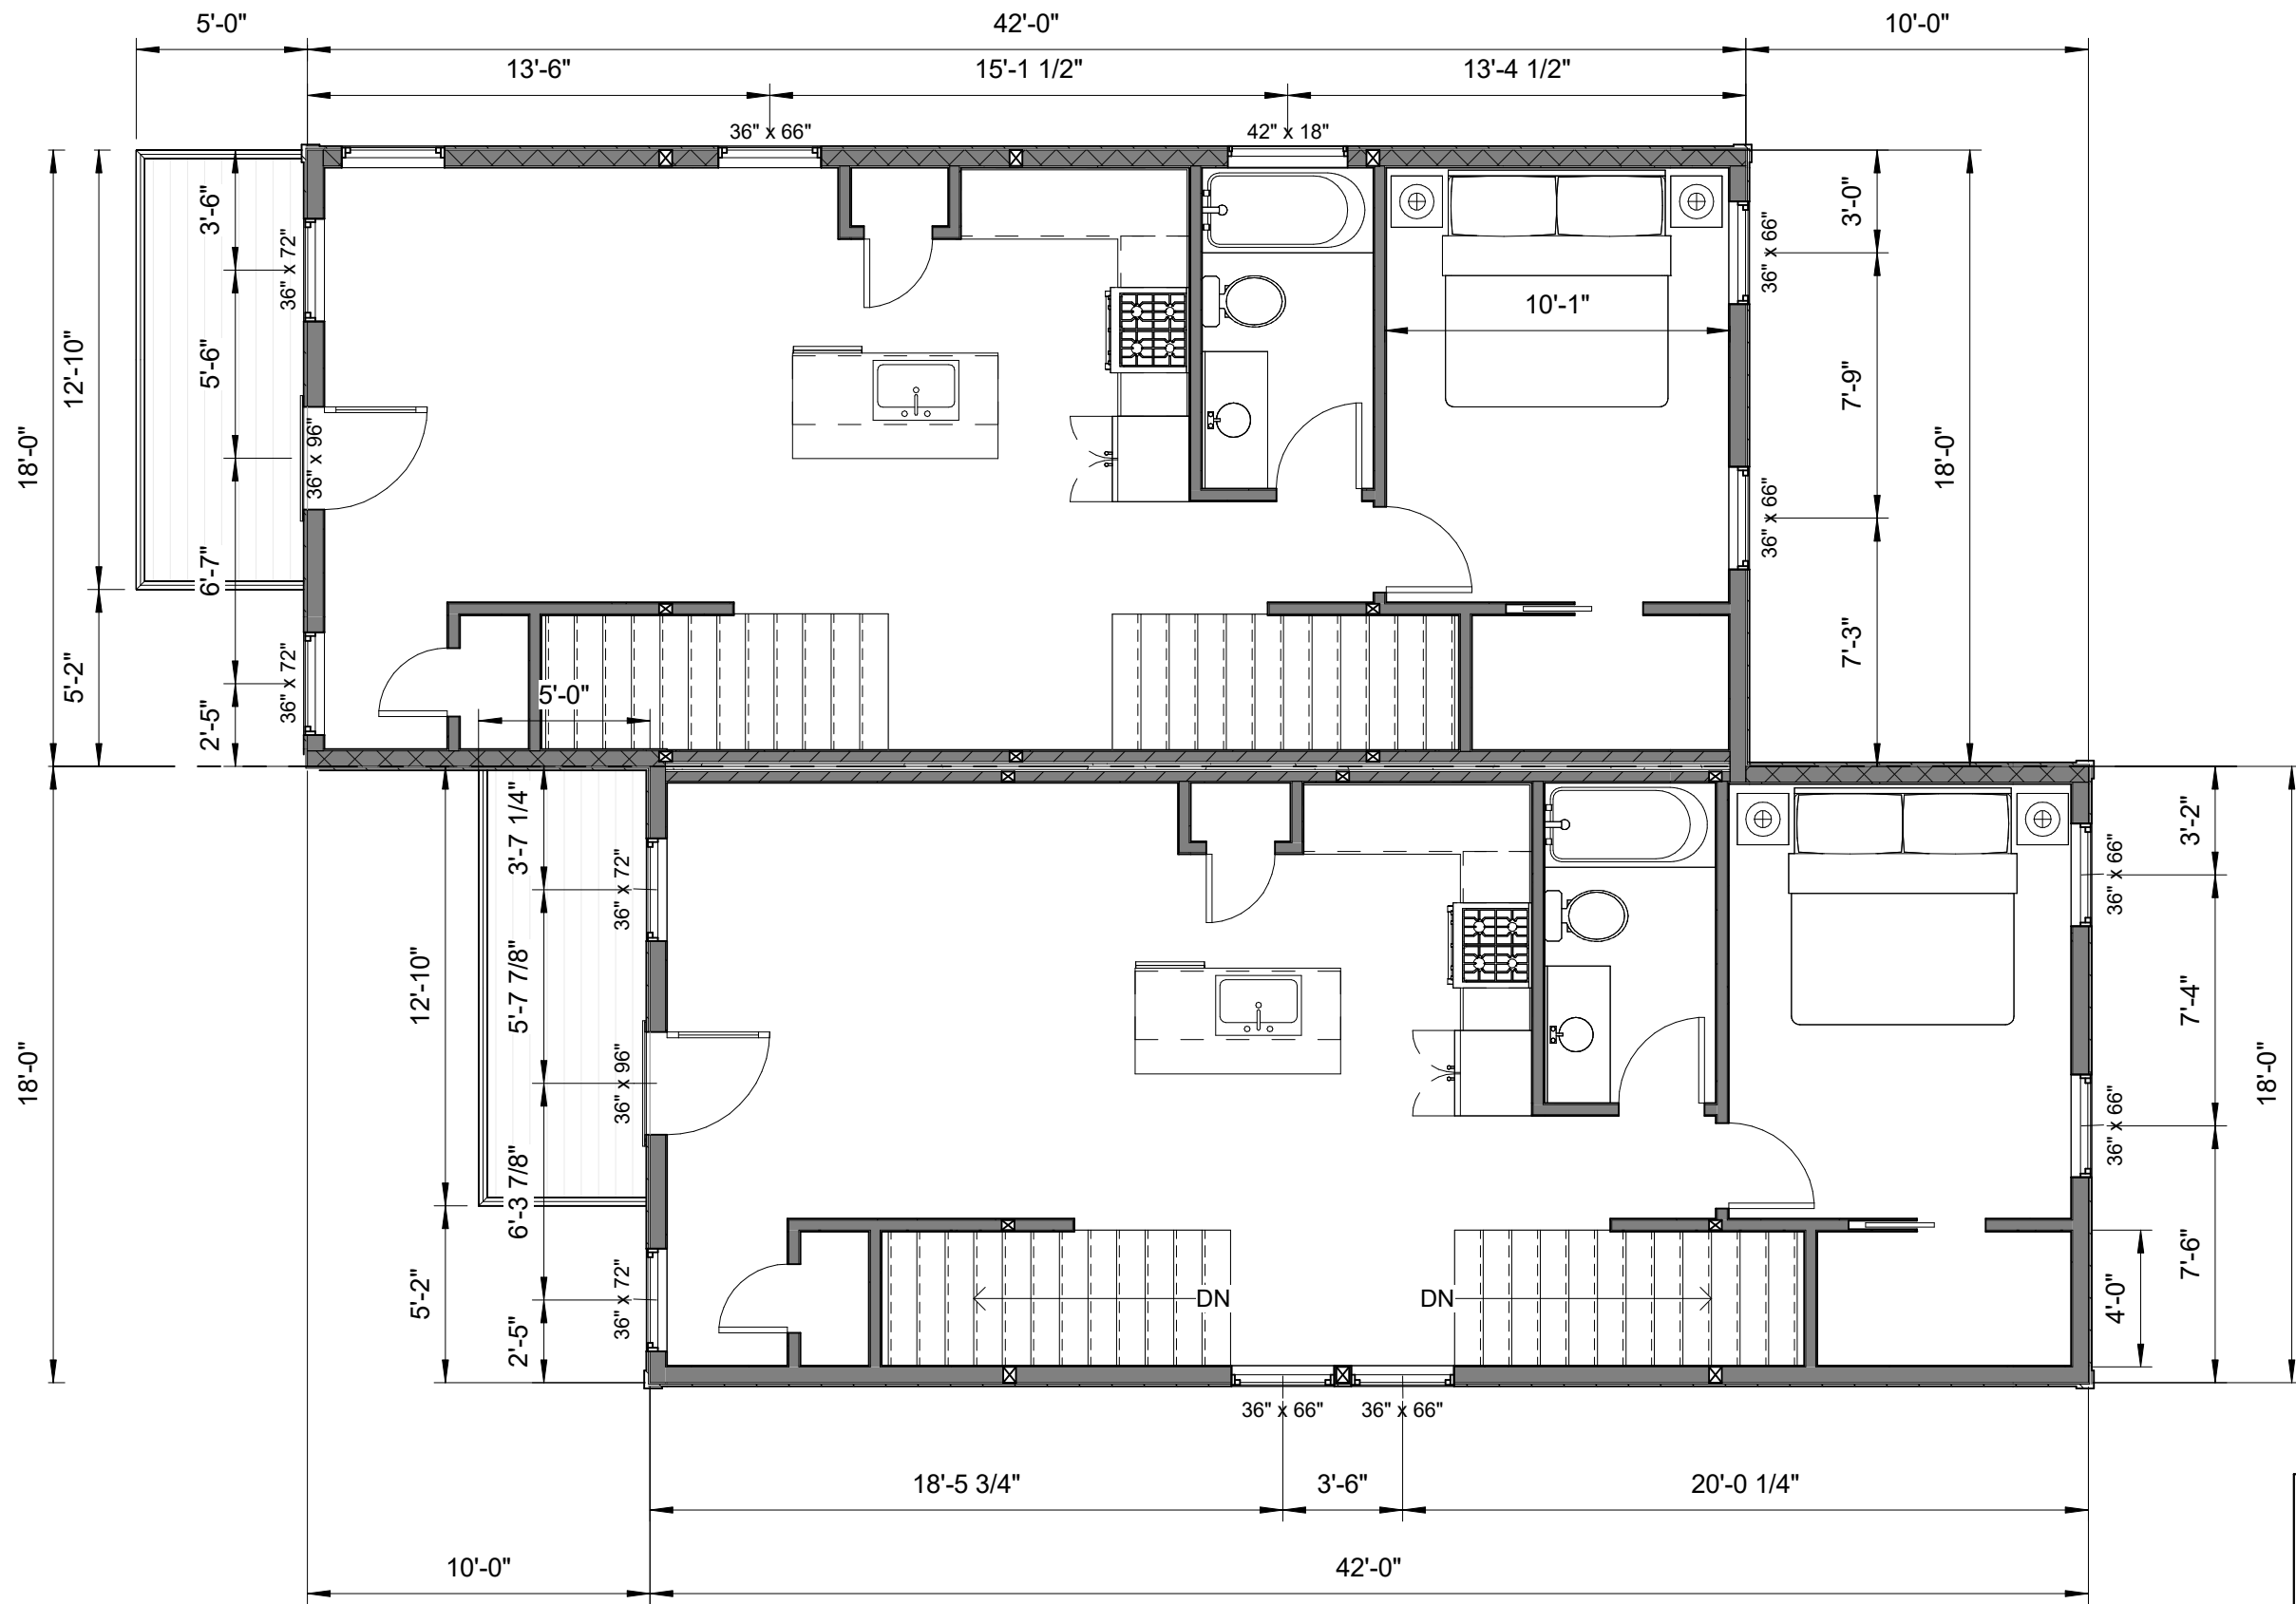 5'-0" 42'-0" 10'-0"
13'-6" 15'-1 1/2" 13'-4 1/2"
36" x 66" 42" x 18"
18'-0"
12'-10"
5'-2"
3'-6"
5'-6"
6'-7"
2'-5"
36" x 72"
36" x 96"
36" x 72"
10'-1"
36" x 66"
36" x 66"
3'-0"
7'-9"
7'-3"
18'-0"
5'-0"
18'-0"
12'-10"
5'-2"
3'-7 1/4"
5'-7 7/8"
6'-3 7/8"
2'-5"
36" x 72"
36" x 96"
36" x 72"
DN DN
36" x 66"
36" x 66"
4'-0"
3'-2"
7'-4"
7'-6"
18'-0"
36" x 66" 36" x 66"
18'-5 3/4" 3'-6" 20'-0 1/4"
10'-0" 42'-0"